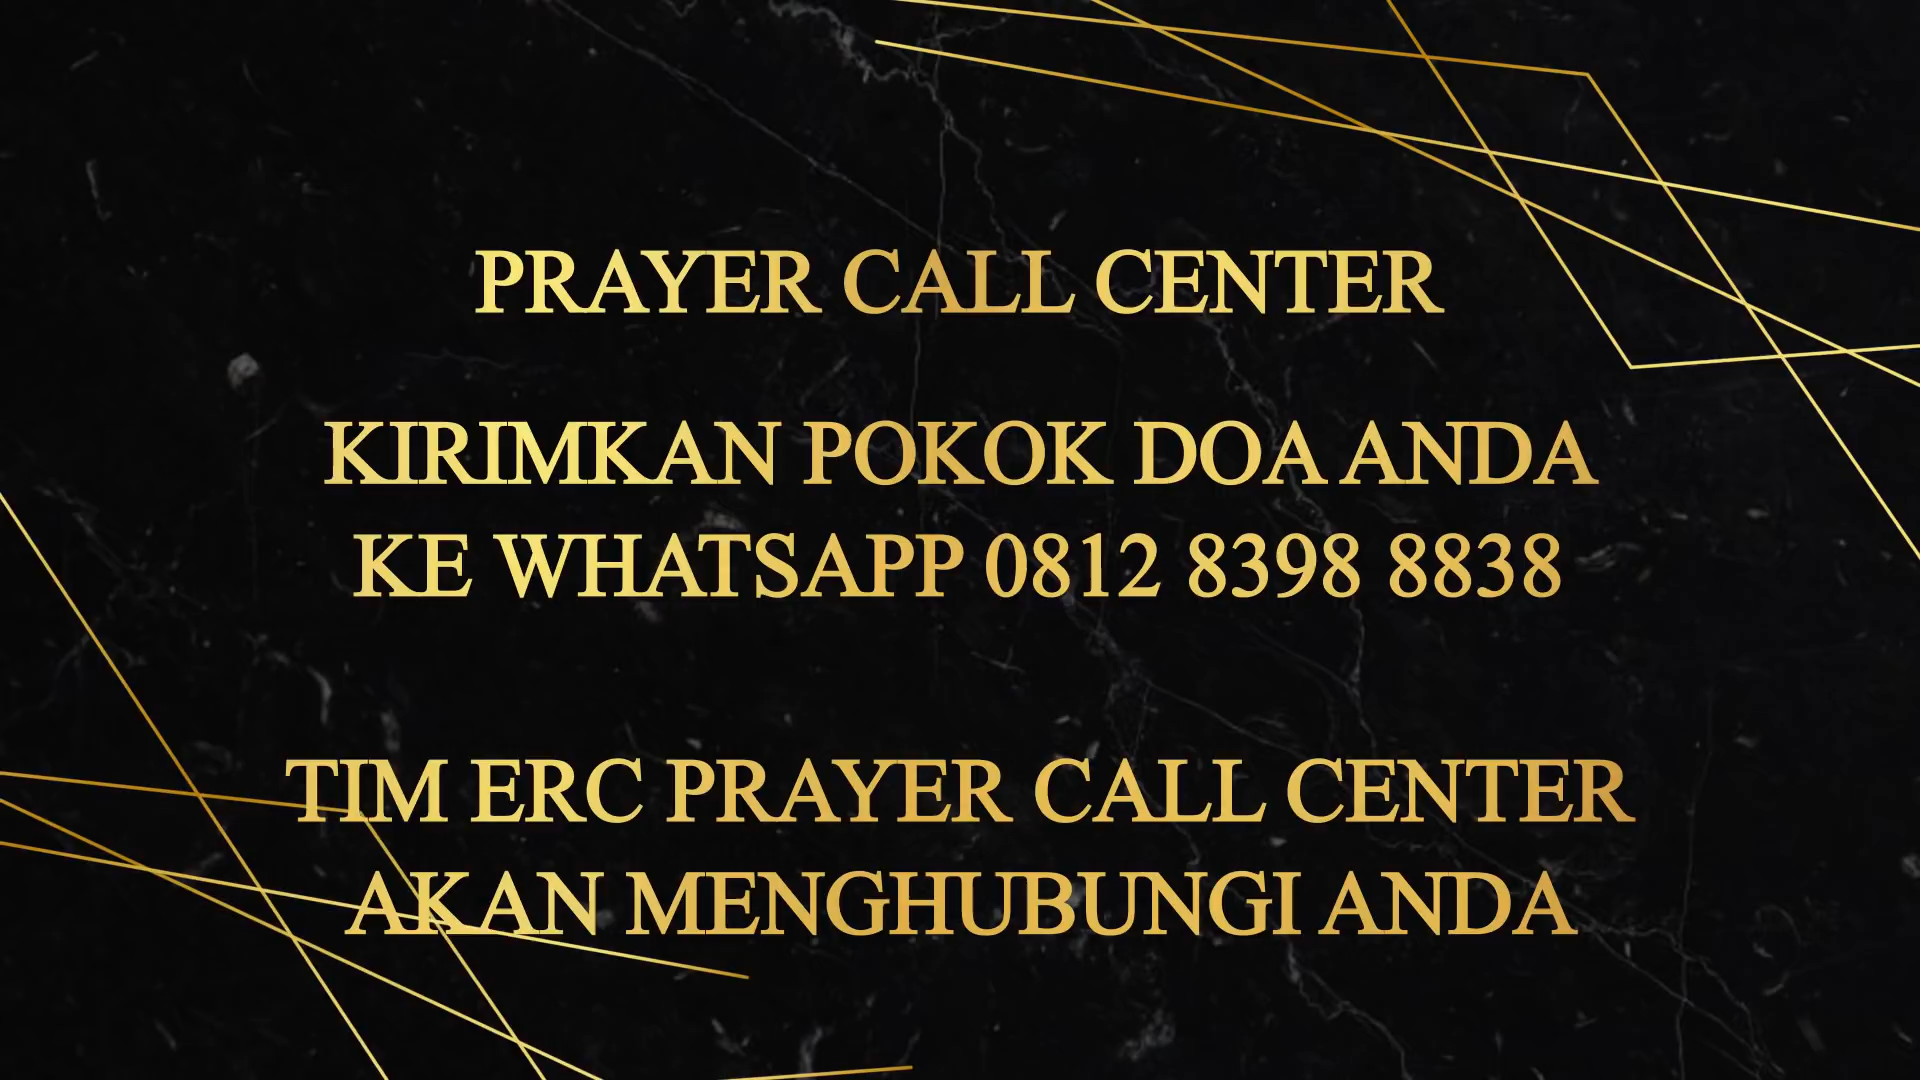 PRAYER CALL CENTER
KIRIMKAN POKOK DOA ANDA
KE WHATSAPP 0812 8398 8838
TIM ERC PRAYER CALL CENTER
AKAN MENGHUBUNGI ANDA